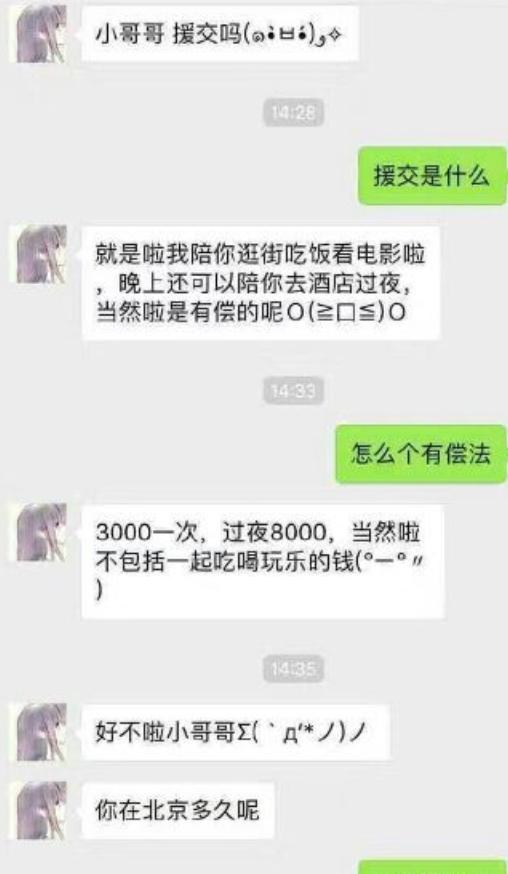 小哥哥 援交吗(๑•̀ㅂ•́)و✧
14:28
援交是什么
就是啦我陪你逛街吃饭看电影啦
，晚上还可以陪你去酒店过夜，
当然啦是有偿的呢O(≧口≦)O
14:33
怎么个有偿法
3000一次，过夜8000，当然啦
不包括一起吃喝玩乐的钱(°ー°〃
)
14:35
好不啦小哥哥Σ(｀д′*ノ)ノ
你在北京多久呢